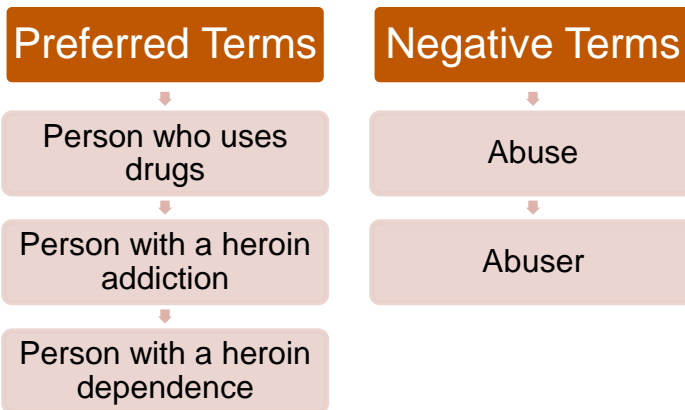 Preferred Terms
Person who uses
drugs
Person with a heroin
addiction
Person with a heroin
dependence
Negative Terms
Abuse
Abuser